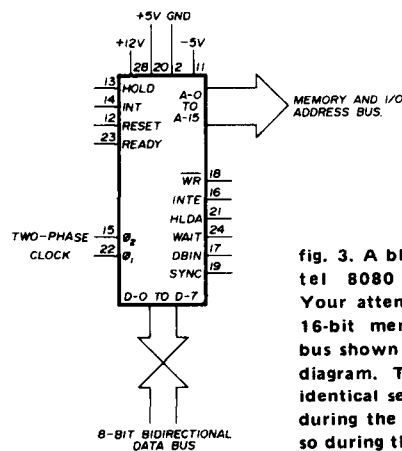 +5V GND
+12V -5V
28 20 2 11
13 HOLD
14 INT
12 RESET
23 READY
A-0
TO
A-15
MEMORY AND I/O
ADDRESS BUS.
WR 18
INTE 16
HLDA 21
WAIT 24
DBIN 17
SYNC 19
TWO-PHASE
CLOCK
15 Ø2
22 Ø1
D-0 TO D-7
8-BIT BIDIRECTIONAL
DATA BUS
fig. 3. A bl
tel 8080
Your atten
16-bit mem
bus shown
diagram. T
identical se
during the
so during th